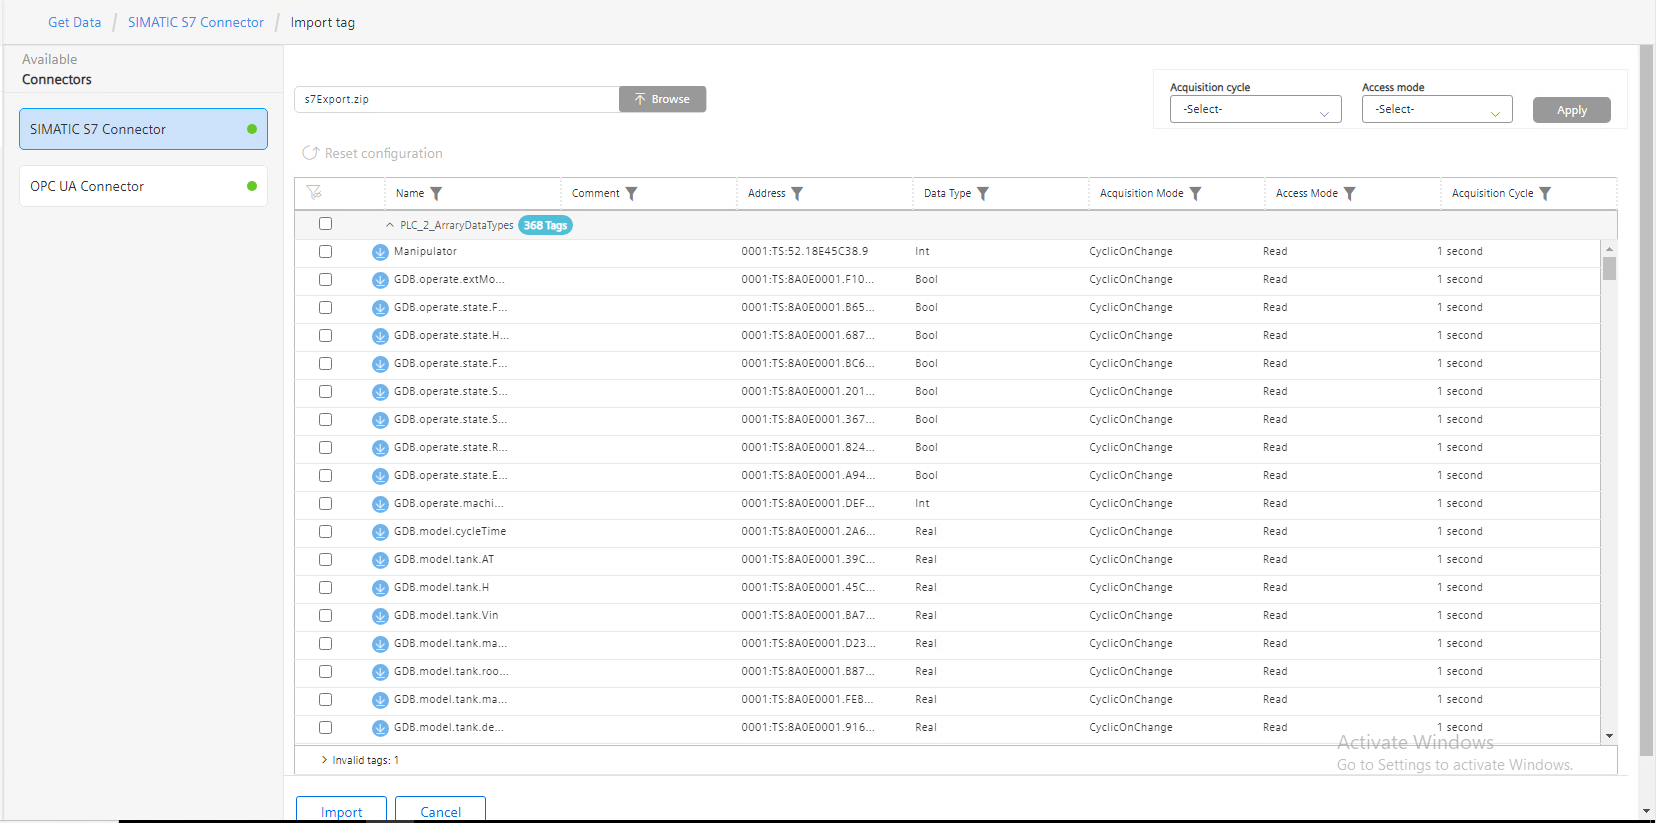 Get Data / SIMATIC S7 Connector / Import tag
Available
Connectors
SIMATIC S7 Connector
OPC UA Connector
s7Export.zip Browse
Acquisition cycle Access mode
-Select- -Select- Apply
Reset configuration
Name Comment Address Data Type Acquisition Mode Access Mode Acquisition Cycle
PLC_2_ArraryDataTypes 368 Tags
Manipulator 0001:TS:52.18E45C38.9 Int CyclicOnChange Read 1 second
GDB.operate.extMo... 0001:TS:8A0E0001.F10... Bool CyclicOnChange Read 1 second
GDB.operate.state.F... 0001:TS:8A0E0001.B65... Bool CyclicOnChange Read 1 second
GDB.operate.state.H... 0001:TS:8A0E0001.687... Bool CyclicOnChange Read 1 second
GDB.operate.state.F... 0001:TS:8A0E0001.BC6... Bool CyclicOnChange Read 1 second
GDB.operate.state.S... 0001:TS:8A0E0001.201... Bool CyclicOnChange Read 1 second
GDB.operate.state.S... 0001:TS:8A0E0001.367... Bool CyclicOnChange Read 1 second
GDB.operate.state.R... 0001:TS:8A0E0001.824... Bool CyclicOnChange Read 1 second
GDB.operate.state.E... 0001:TS:8A0E0001.A94... Bool CyclicOnChange Read 1 second
GDB.operate.machi... 0001:TS:8A0E0001.DEF... Int CyclicOnChange Read 1 second
GDB.model.cycleTime 0001:TS:8A0E0001.2A6... Real CyclicOnChange Read 1 second
GDB.model.tank.AT 0001:TS:8A0E0001.39C... Real CyclicOnChange Read 1 second
GDB.model.tank.H 0001:TS:8A0E0001.45C... Real CyclicOnChange Read 1 second
GDB.model.tank.Vin 0001:TS:8A0E0001.BA7... Real CyclicOnChange Read 1 second
GDB.model.tank.ma... 0001:TS:8A0E0001.D23... Real CyclicOnChange Read 1 second
GDB.model.tank.roo... 0001:TS:8A0E0001.B87... Real CyclicOnChange Read 1 second
GDB.model.tank.ma... 0001:TS:8A0E0001.FEB... Real CyclicOnChange Read 1 second
GDB.model.tank.de... 0001:TS:8A0E0001.916... Real CyclicOnChange Read 1 second
Activate Windows
Invalid tags: 1
Go to Settings to activate Windows.
Import Cancel